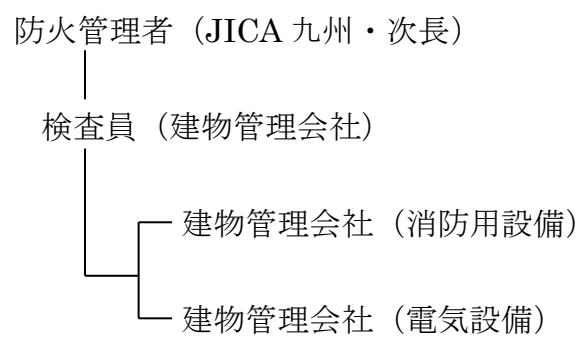 防火管理者（JICA 九州・次長）
検査員（建物管理会社）
建物管理会社（消防用設備）
建物管理会社（電気設備）